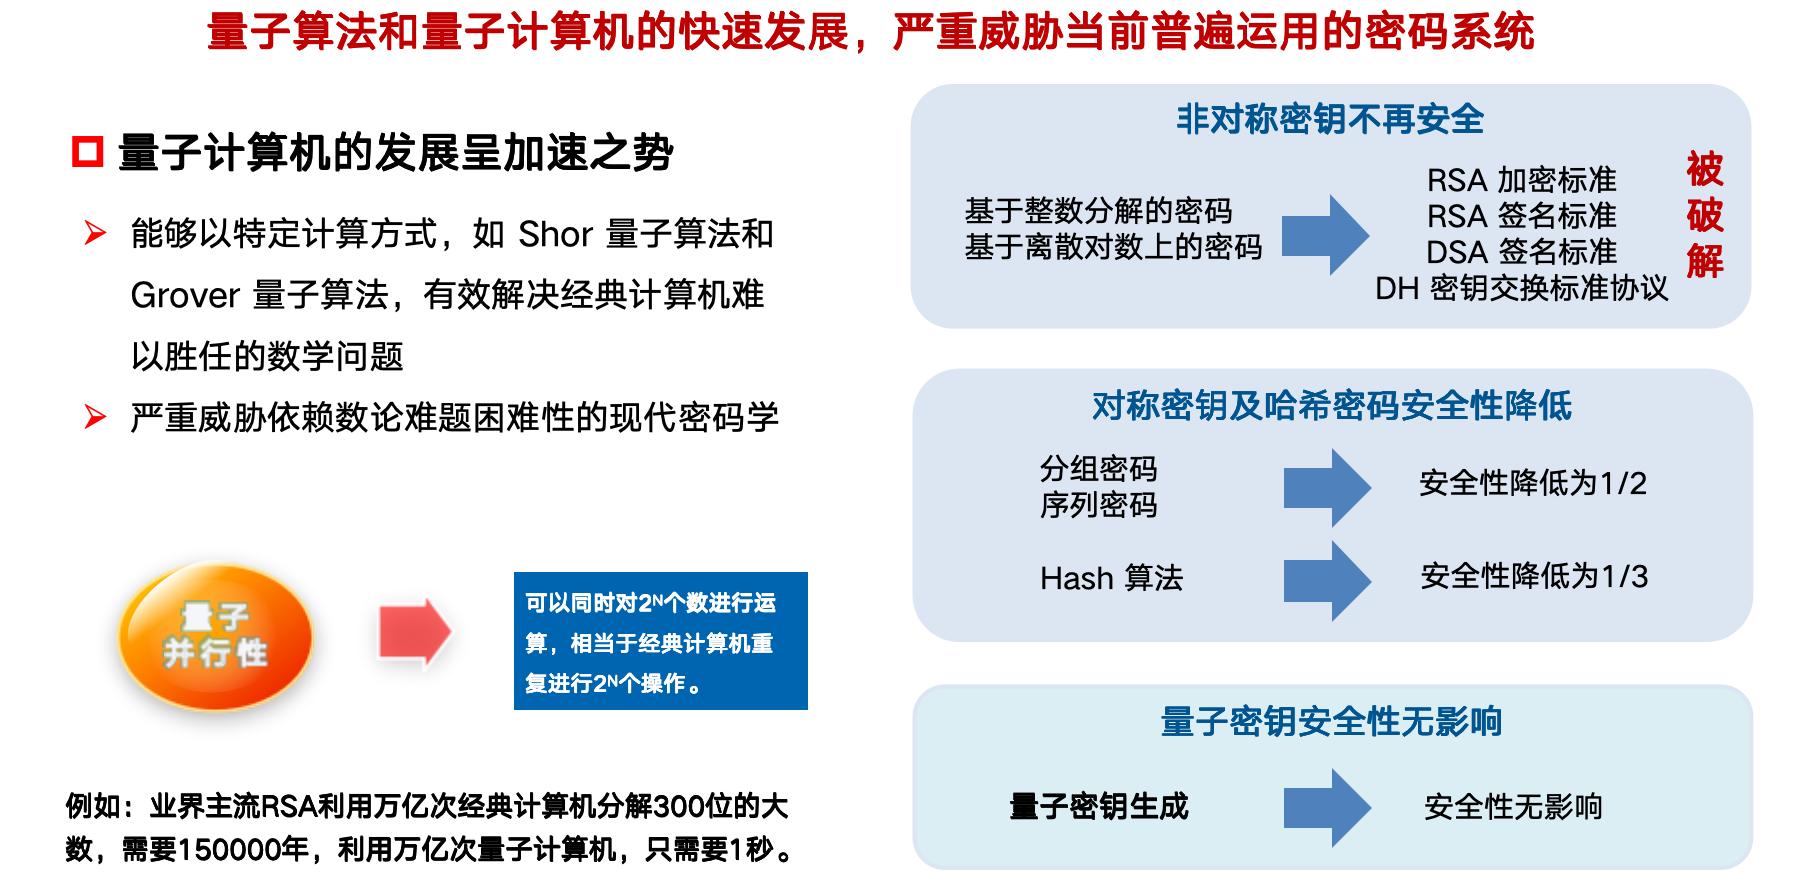 量子算法和量子计算机的快速发展，严重威胁当前普遍运用的密码系统
量子计算机的发展呈加速之势
能够以特定计算方式，如 Shor 量子算法和
Grover 量子算法，有效解决经典计算机难
以胜任的数学问题
严重威胁依赖数论难题困难性的现代密码学
量子
并行性
可以同时对2ᴺ个数进行运
算，相当于经典计算机重
复进行2ᴺ个操作。
例如：业界主流RSA利用万亿次经典计算机分解300位的大
数，需要150000年，利用万亿次量子计算机，只需要1秒。
非对称密钥不再安全
基于整数分解的密码
基于离散对数上的密码
RSA 加密标准
RSA 签名标准
DSA 签名标准
DH 密钥交换标准协议
被
破
解
对称密钥及哈希密码安全性降低
分组密码
序列密码
安全性降低为1/2
Hash 算法
安全性降低为1/3
量子密钥安全性无影响
量子密钥生成
安全性无影响